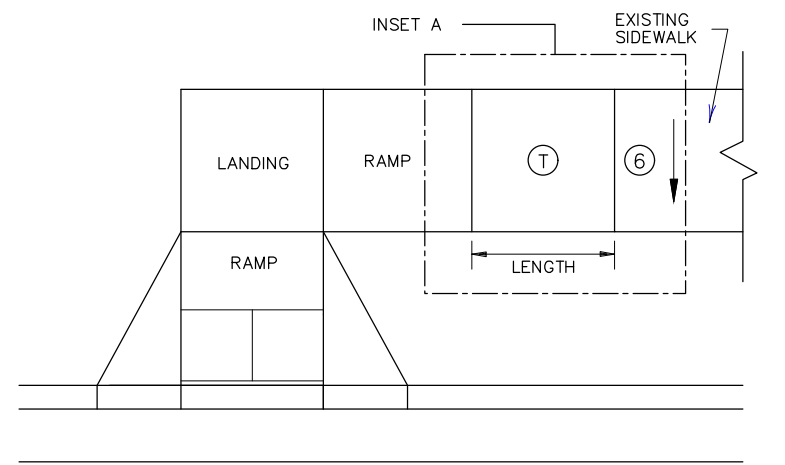 INSET A
EXISTING
SIDEWALK
LANDING
RAMP
T
6
RAMP
LENGTH